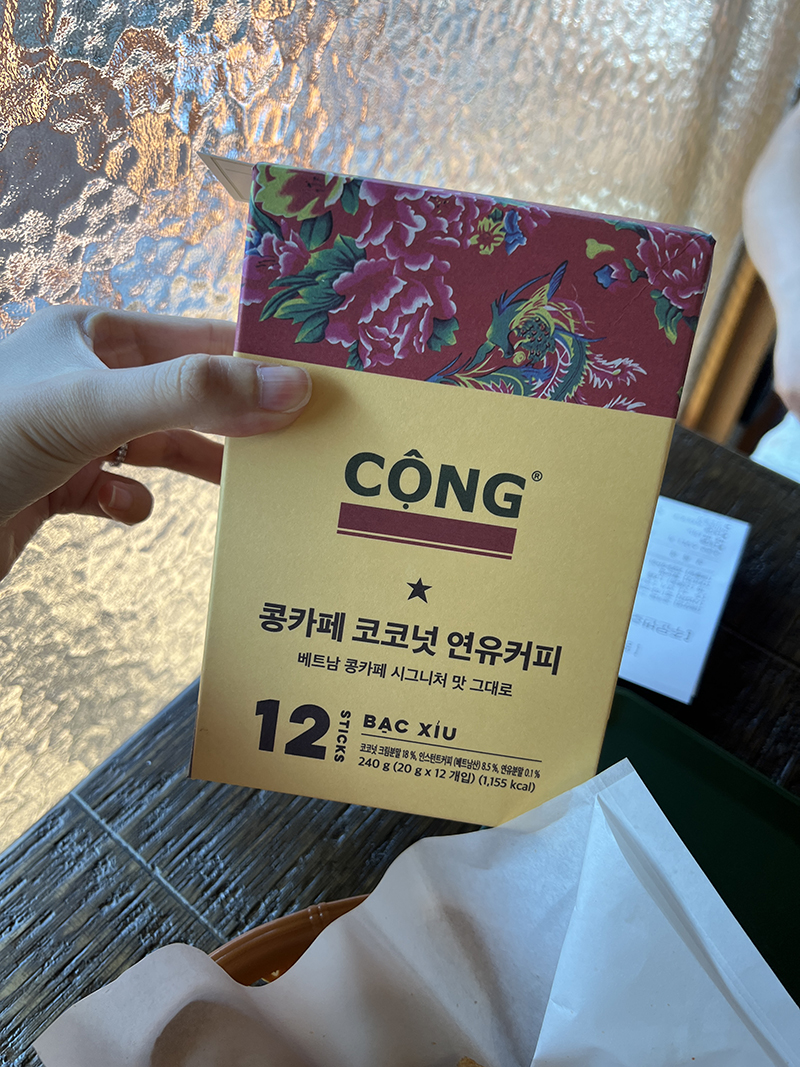 CỘNG®
콩카페 코코넛 연유커피
베트남 콩카페 시그니처 맛 그대로
12 STICKS
BẠC XÍU
코코넛 크림분말 18 %, 인스턴트커피 (베트남산) 8.5 %, 연유분말 0.1 %
240 g (20 g x 12 개입) (1,155 kcal)